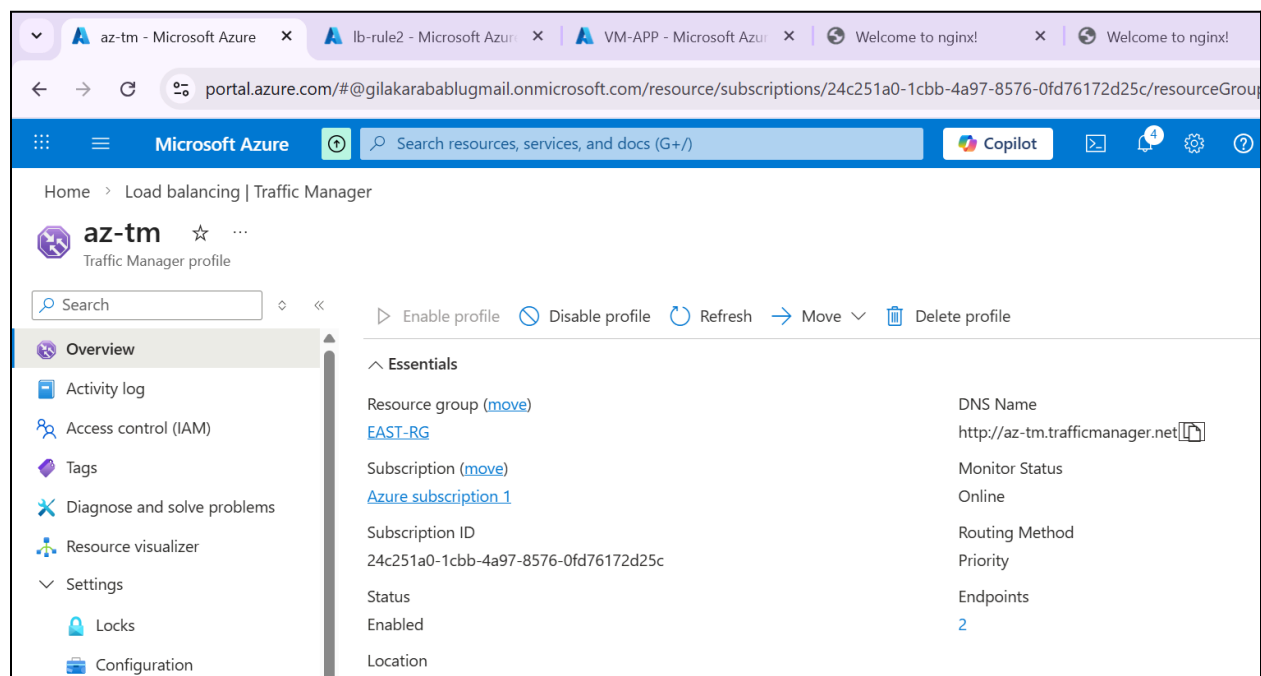 az-tm - Microsoft Azure
lb-rule2 - Microsoft Azure
VM-APP - Microsoft Azur
Welcome to nginx!
Welcome to nginx!
portal.azure.com/#@gilakarabablugmail.onmicrosoft.com/resource/subscriptions/24c251a0-1cbb-4a97-8576-0fd76172d25c/resourceGroup
Microsoft Azure
Search resources, services, and docs (G+/)
Copilot
4
Home > Load balancing | Traffic Manager
az-tm
Traffic Manager profile
Search
Enable profile
Disable profile
Refresh
Move
Delete profile
Overview
Activity log
Access control (IAM)
Tags
Diagnose and solve problems
Resource visualizer
Settings
Locks
Configuration
Essentials
Resource group (move)
EAST-RG
Subscription (move)
Azure subscription 1
Subscription ID
24c251a0-1cbb-4a97-8576-0fd76172d25c
Status
Enabled
Location
DNS Name
http://az-tm.trafficmanager.net
Monitor Status
Online
Routing Method
Priority
Endpoints
2